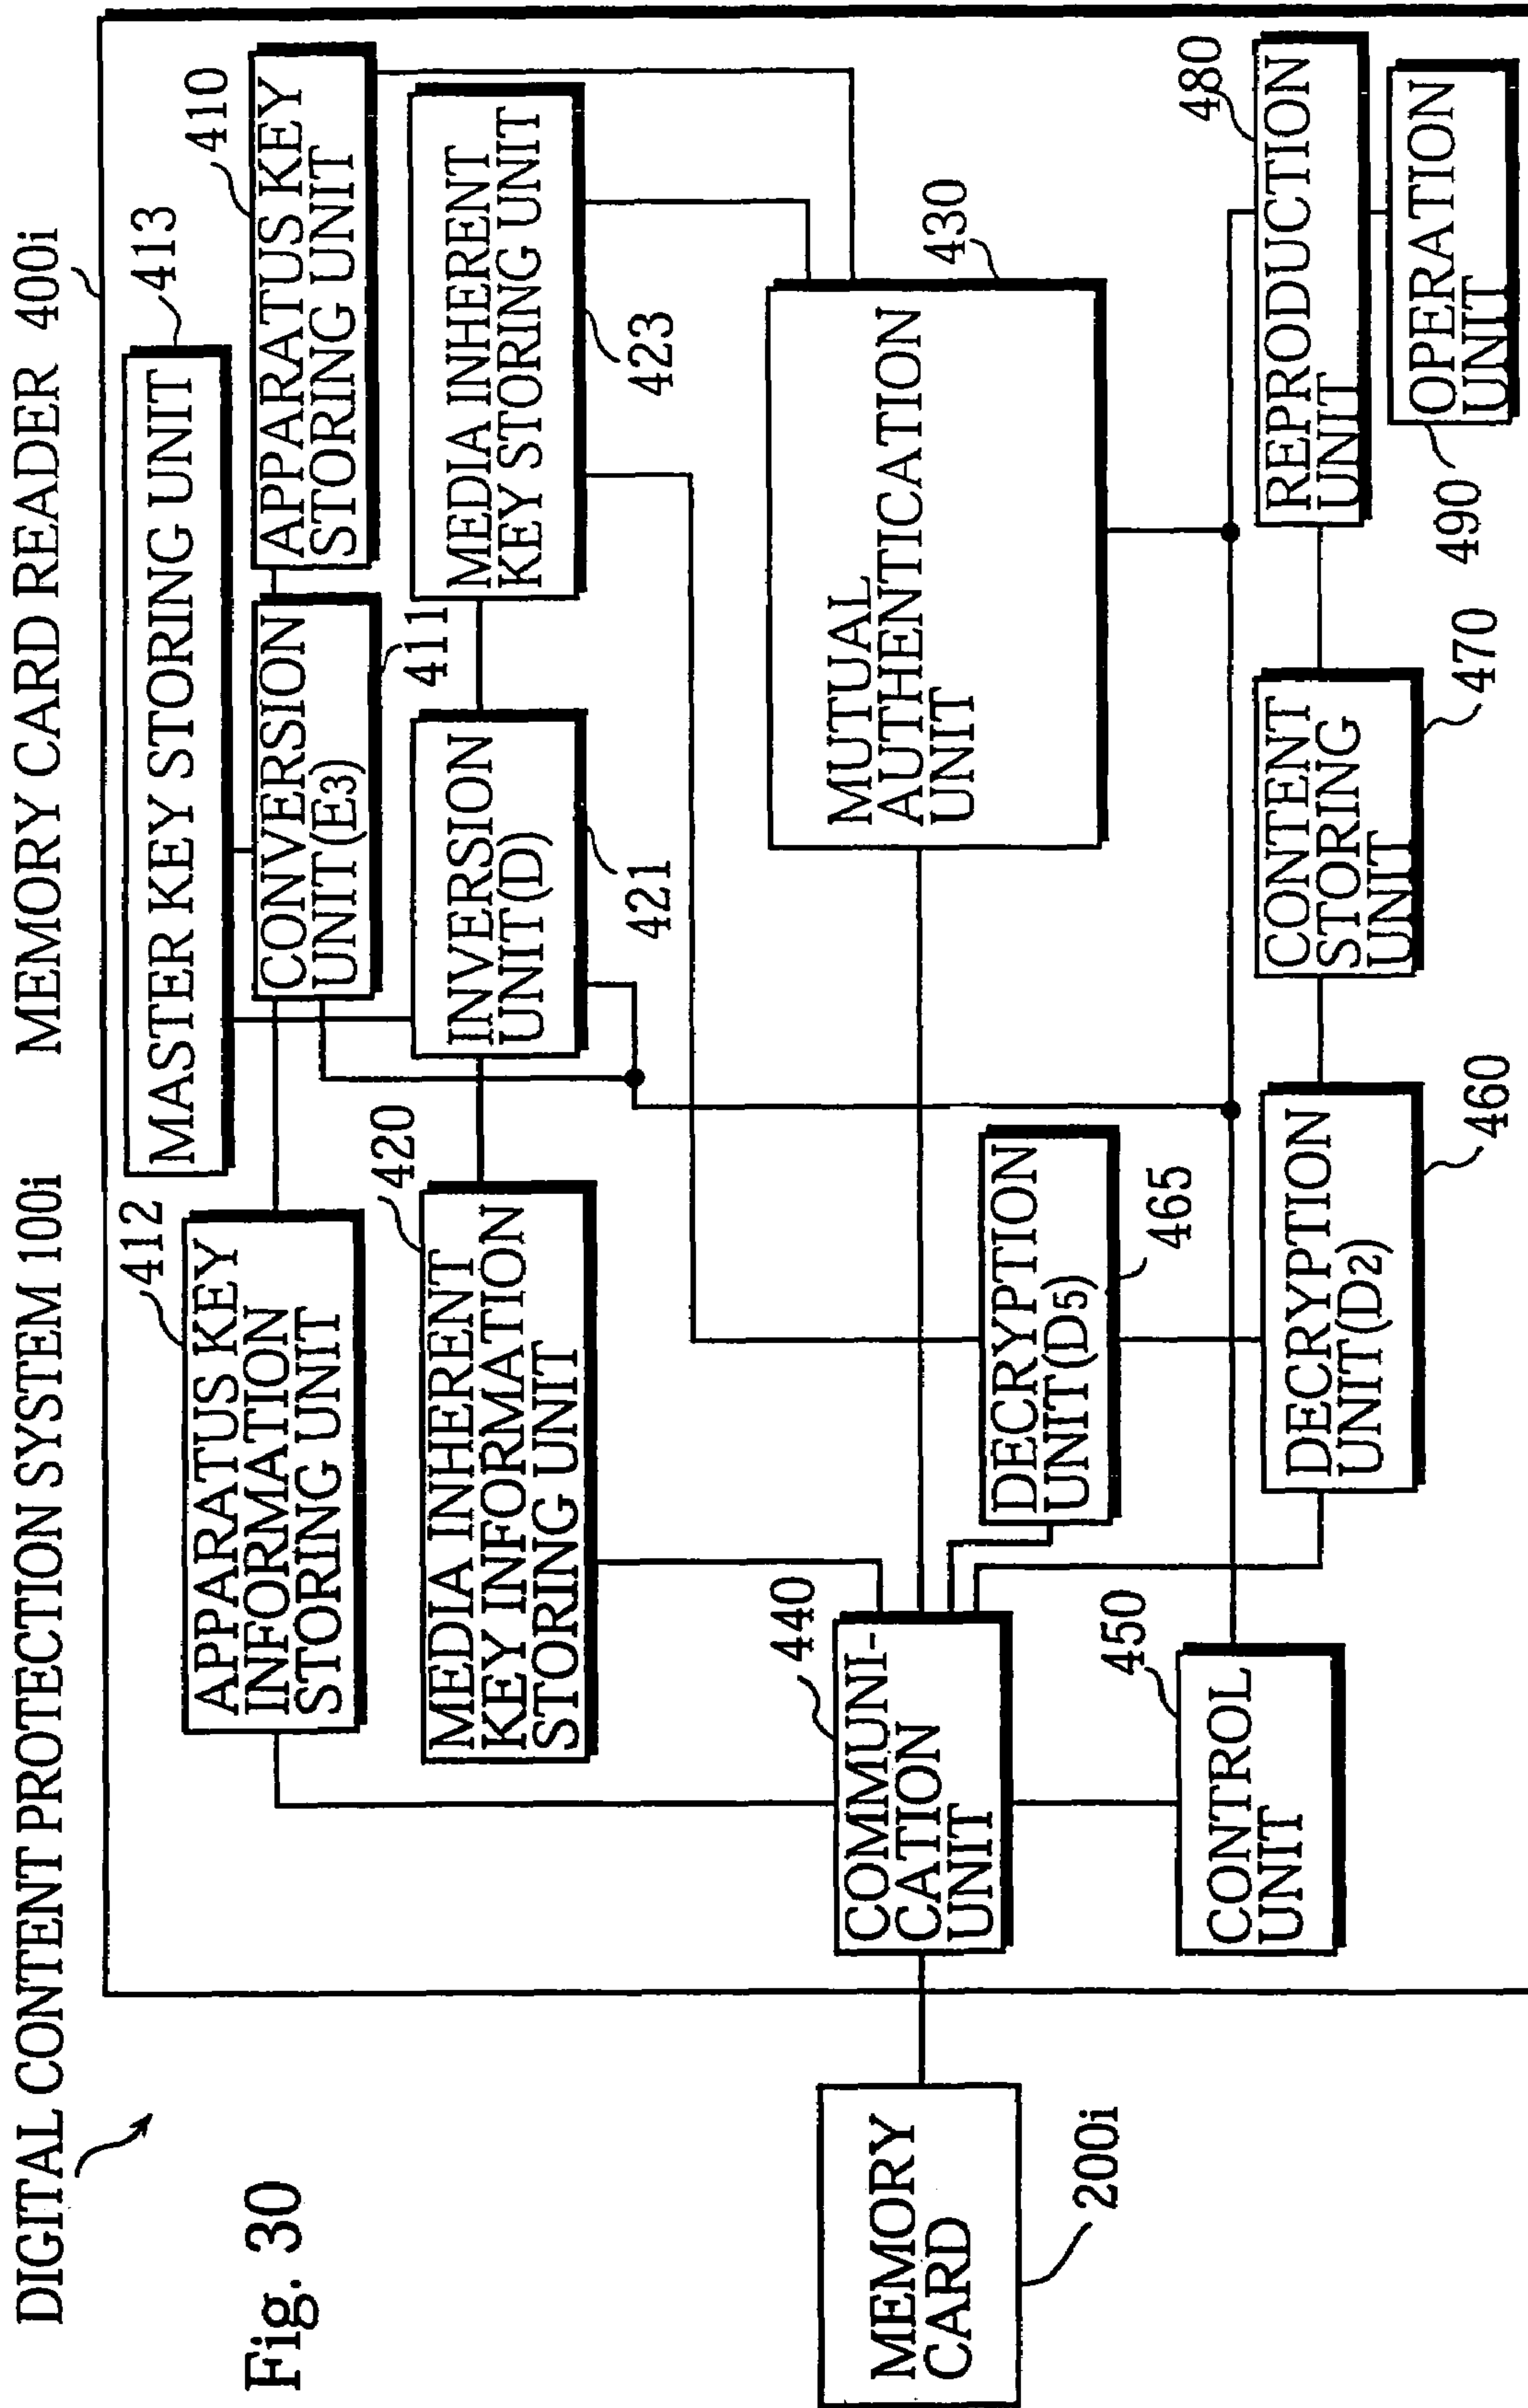 DIGITAL CONTENT PROTECTION SYSTEM 100i
MEMORY CARD READER 400i
Fig. 30
413
MASTER KEY STORING UNIT
412
APPARATUS KEY
INFORMATION
STORING UNIT
CONVERSION
UNIT(E3)
411
410
APPARATUS KEY
STORING UNIT
420
MEDIA INHERENT
KEY INFORMATION
STORING UNIT
INVERSION
UNIT(D)
421
MEDIA INHERENT
KEY STORING UNIT
423
MUTUAL
AUTHENTICATION
UNIT
430
440
COMMUNI-
CATION
UNIT
MEMORY
CARD
200i
DECRYPTION
UNIT(D5)
465
450
CONTROL
UNIT
DECRYPTION
UNIT(D2)
460
CONTENT
STORING
UNIT
470
480
REPRODUCTION
UNIT
OPERATION
UNIT
490